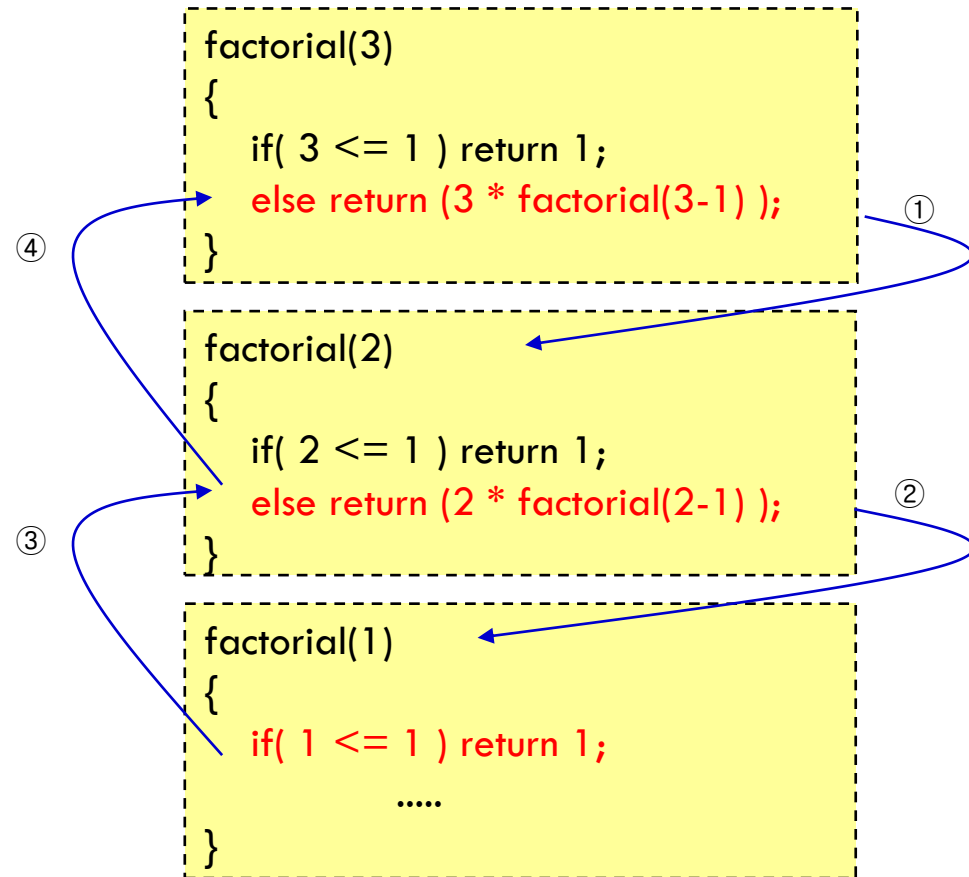 factorial(3)
{
if( 3 <= 1 ) return 1;
else return (3 * factorial(3-1) );
}
①
④
factorial(2)
{
if( 2 <= 1 ) return 1;
else return (2 * factorial(2-1) );
}
②
③
factorial(1)
{
if( 1 <= 1 ) return 1;
.....
}